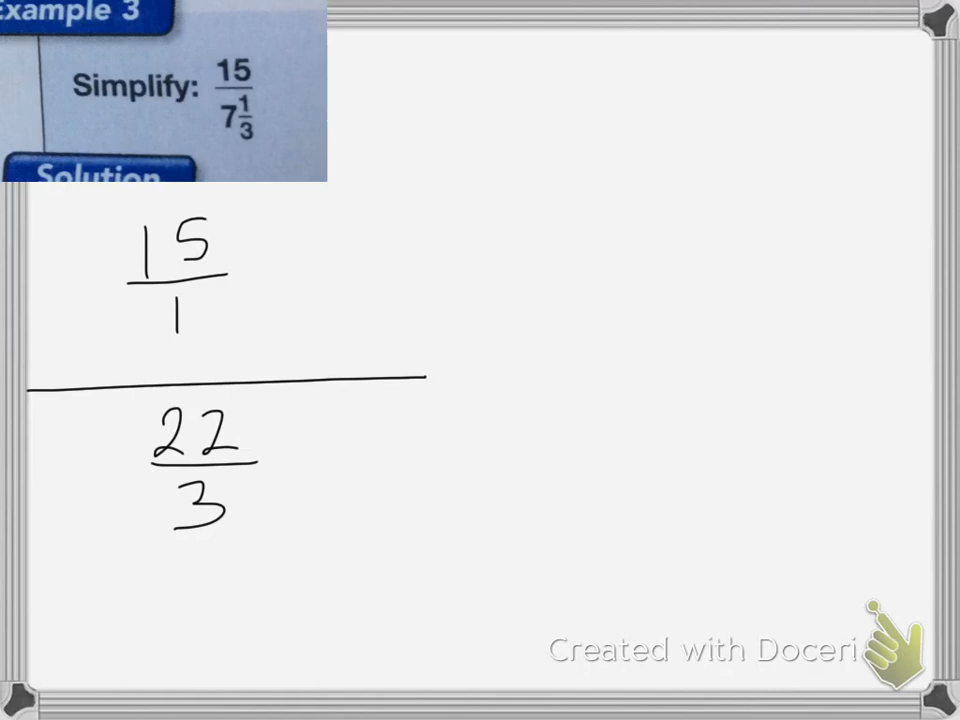 Example 3
Simplify: 15
7 1/3
Solution
15
1
22
3
Created with Doceri